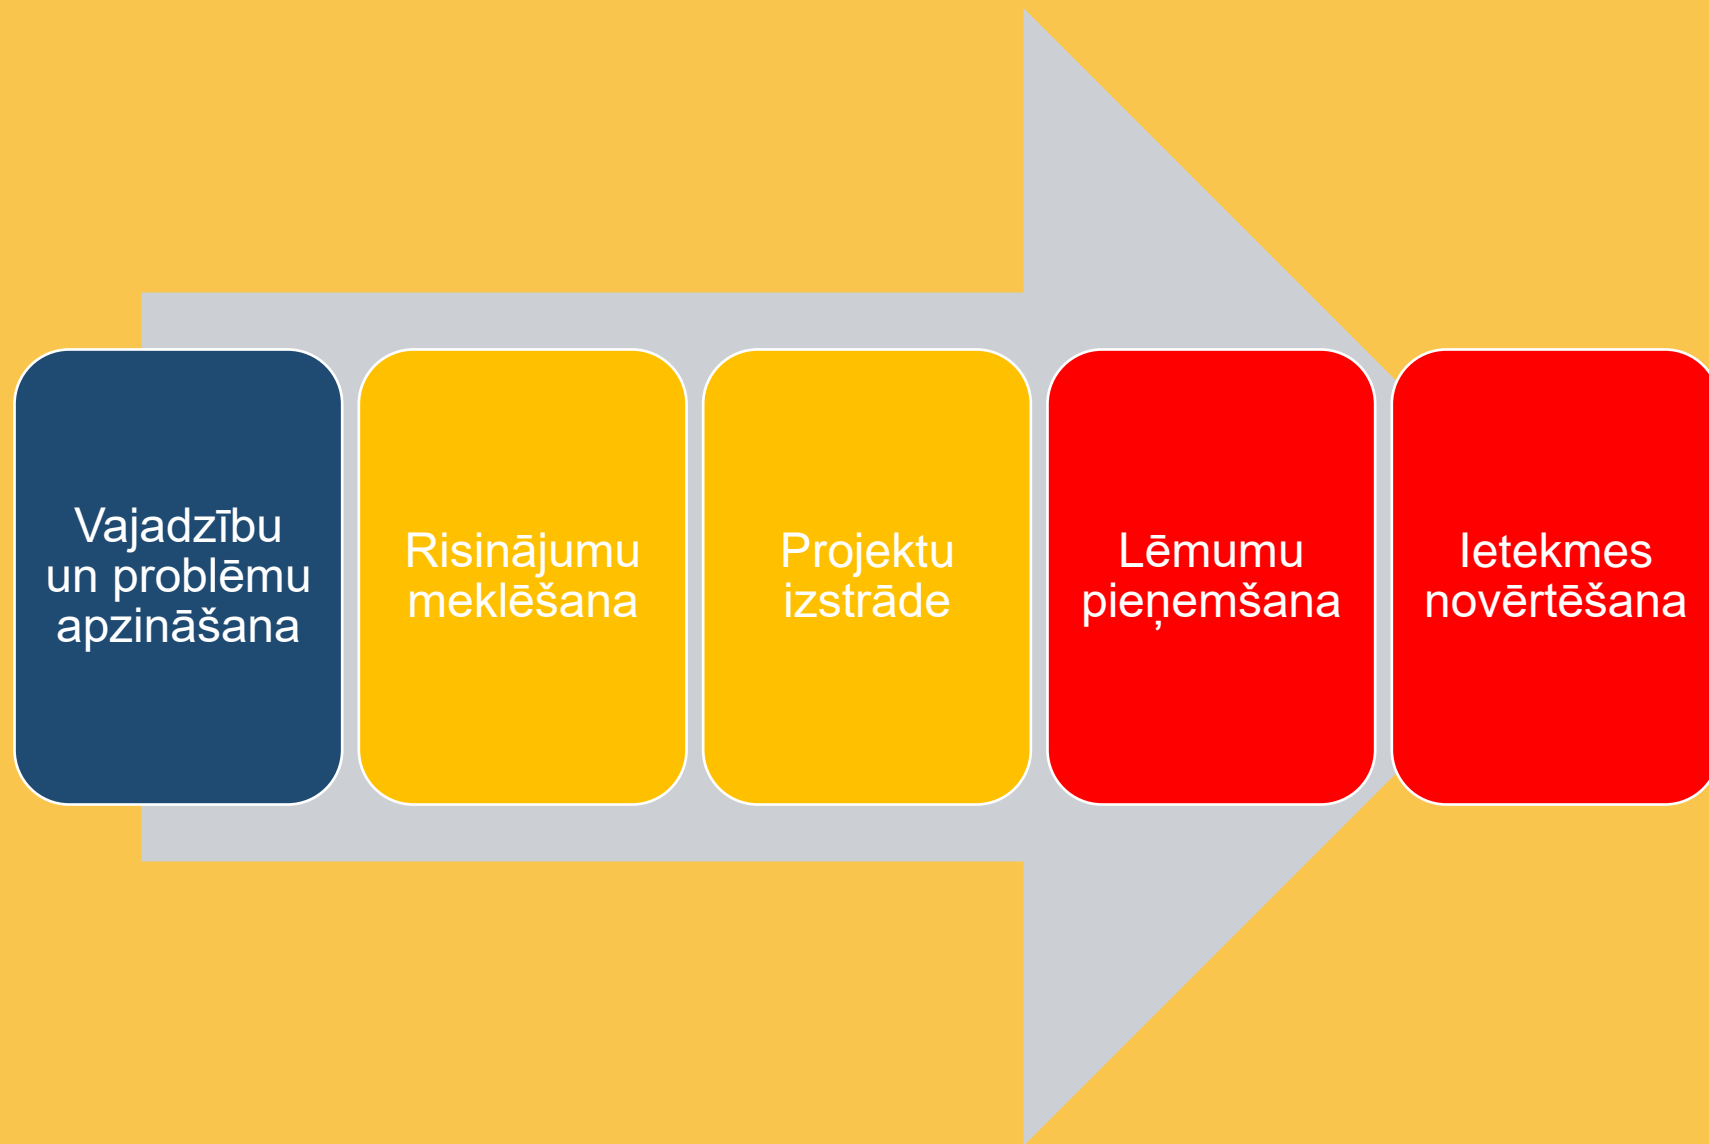 Vajadzību
un problēmu
apzināšana
Risinājumu
meklēšana
Projektu
izstrāde
Lēmumu
pieņemšana
Ietekmes
novērtēšana